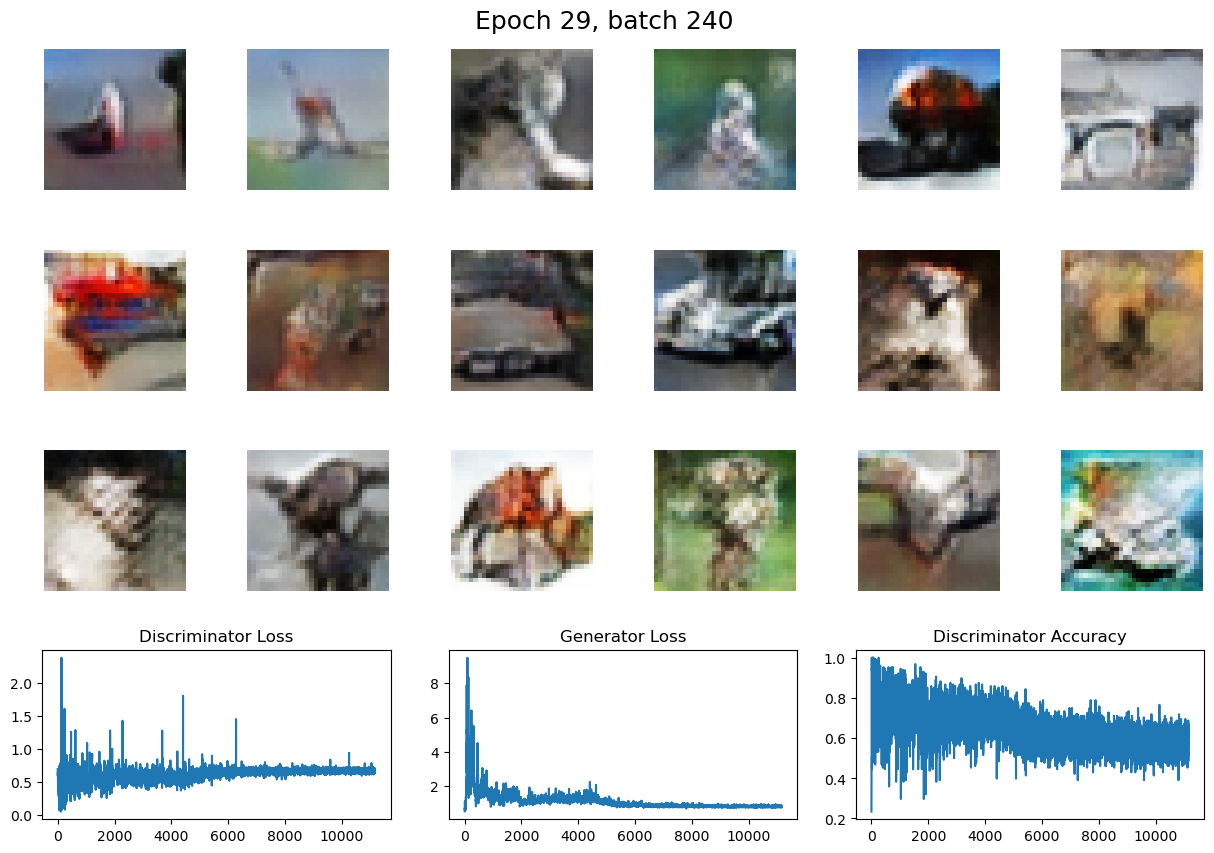 Epoch 29, batch 240
Discriminator Loss
Generator Loss
Discriminator Accuracy
2.0
1.5
1.0
0.5
0.0
0 2000 4000 6000 8000 10000
8
6
4
2
0 2000 4000 6000 8000 10000
1.0
0.8
0.6
0.4
0.2
0 2000 4000 6000 8000 10000